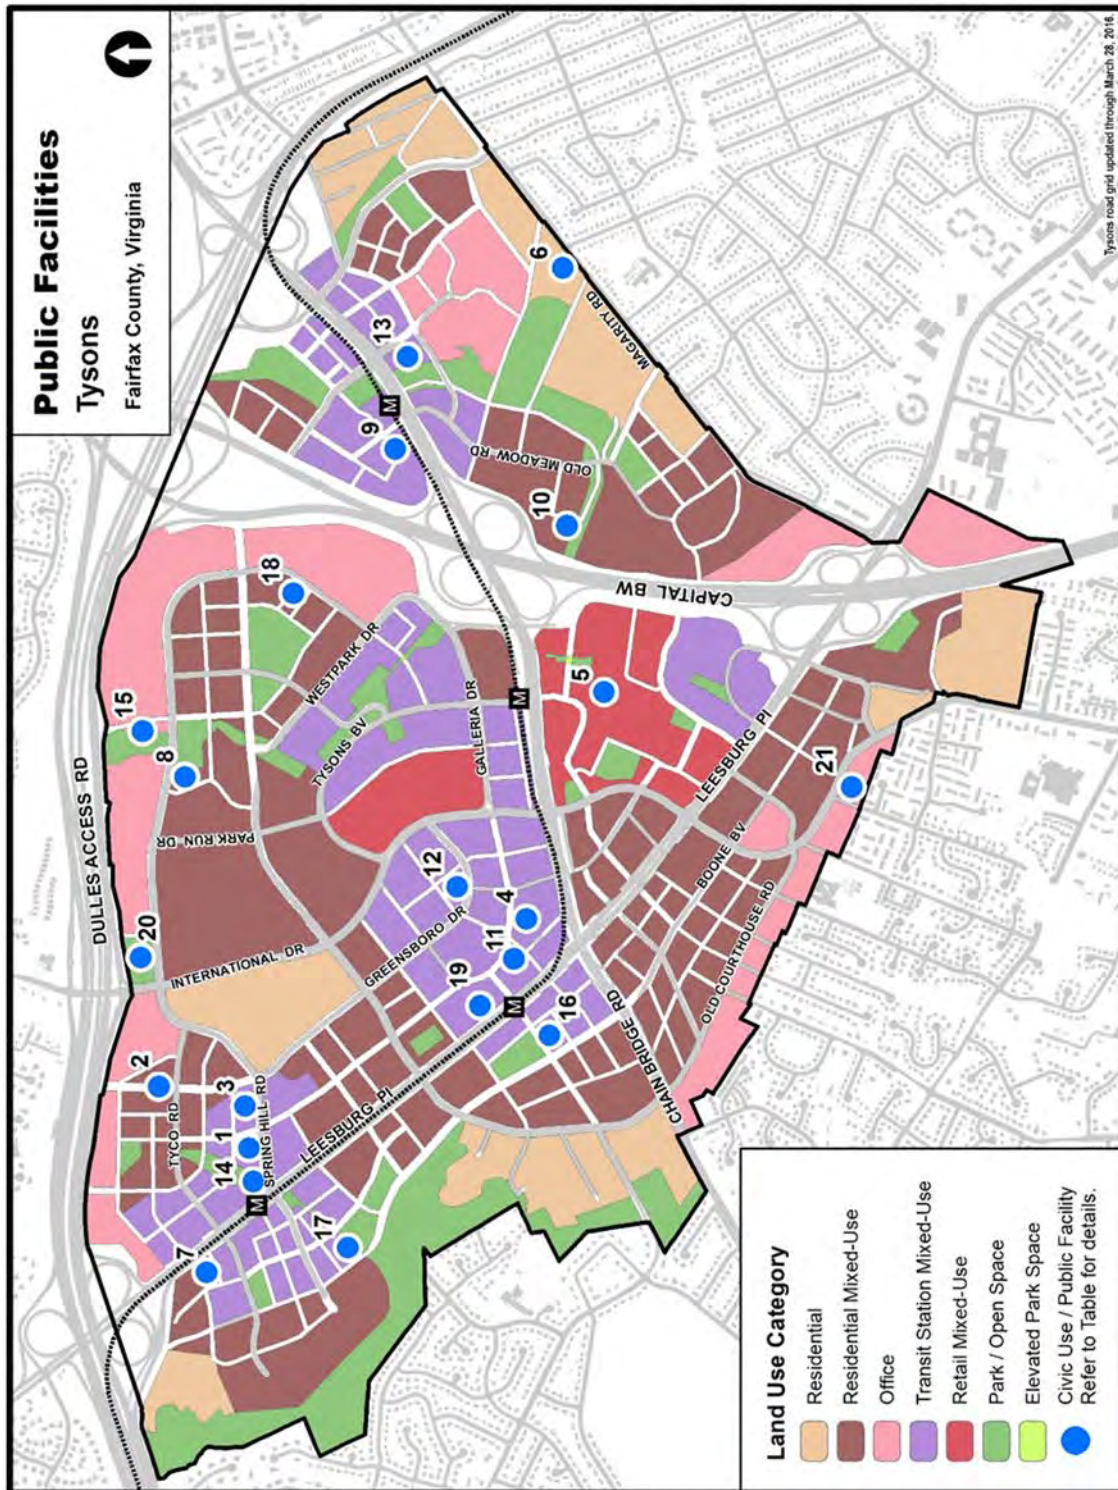 Public Facilities
Tysons
Fairfax County, Virginia
DULLES ACCESS RD
15
8
18
20
PARK RUN DR
WESTPARK DR
TYSONS BV
INTERNATIONAL DR
GALLERIA DR
GREENSBORO DR
12
4
11
19
M
16
2
TYCO RD
3
1
14
SPRING HILL RD
M
LEESBURG PI
7
17
9
M
13
6
MAGARITY RD
OLD MEADOW RD
10
CAPITAL BW
M
5
LEESBURG PI
21
BOONE BV
OLD COURTHOUSE RD
CHAIN BRIDGE RD
Land Use Category
Residential
Residential Mixed-Use
Office
Transit Station Mixed-Use
Retail Mixed-Use
Park / Open Space
Elevated Park Space
Civic Use / Public Facility
Refer to Table for details.
Tysons road grid updated through March 28, 2016.